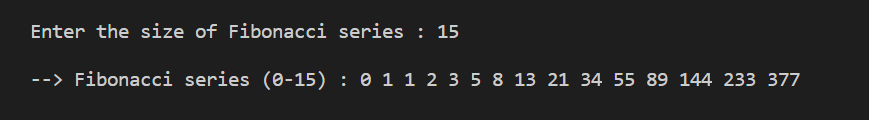 Enter the size of Fibonacci series : 15
--> Fibonacci series (0-15) : 0 1 1 2 3 5 8 13 21 34 55 89 144 233 377